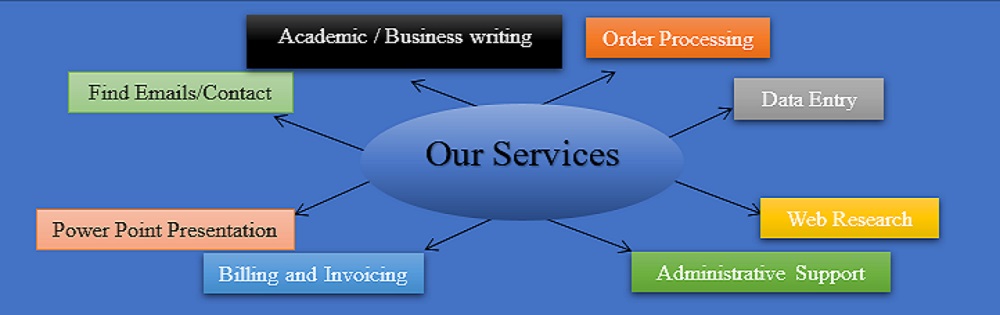 Academic / Business writing
Order Processing
Find Emails/Contact
Data Entry
Our Services
Power Point Presentation
Web Research
Billing and Invoicing
Administrative Support